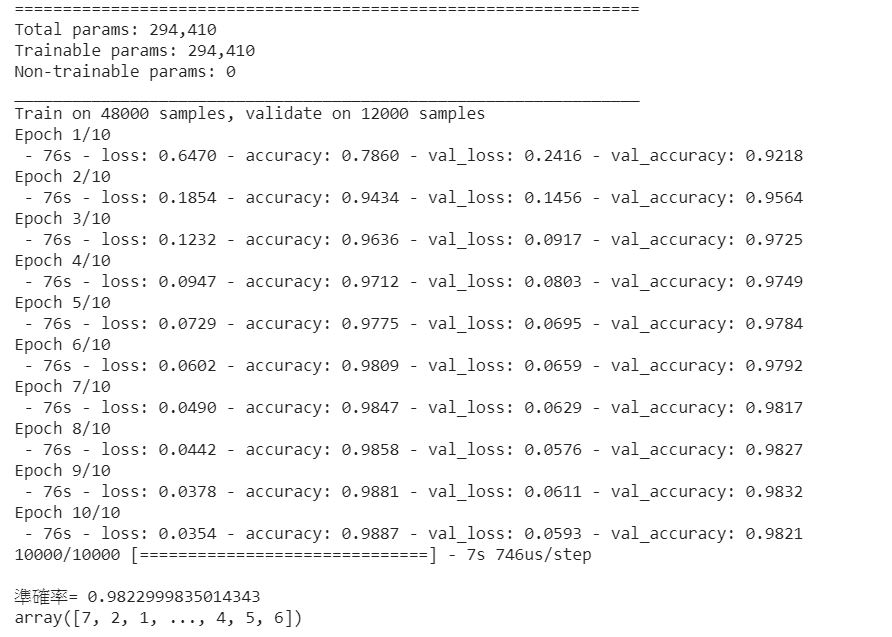 =================================================================
Total params: 294,410
Trainable params: 294,410
Non-trainable params: 0
_________________________________________________________________
Train on 48000 samples, validate on 12000 samples
Epoch 1/10
 - 76s - loss: 0.6470 - accuracy: 0.7860 - val_loss: 0.2416 - val_accuracy: 0.9218
Epoch 2/10
 - 76s - loss: 0.1854 - accuracy: 0.9434 - val_loss: 0.1456 - val_accuracy: 0.9564
Epoch 3/10
 - 76s - loss: 0.1232 - accuracy: 0.9636 - val_loss: 0.0917 - val_accuracy: 0.9725
Epoch 4/10
 - 76s - loss: 0.0947 - accuracy: 0.9712 - val_loss: 0.0803 - val_accuracy: 0.9749
Epoch 5/10
 - 76s - loss: 0.0729 - accuracy: 0.9775 - val_loss: 0.0695 - val_accuracy: 0.9784
Epoch 6/10
 - 76s - loss: 0.0602 - accuracy: 0.9809 - val_loss: 0.0659 - val_accuracy: 0.9792
Epoch 7/10
 - 76s - loss: 0.0490 - accuracy: 0.9847 - val_loss: 0.0629 - val_accuracy: 0.9817
Epoch 8/10
 - 76s - loss: 0.0442 - accuracy: 0.9858 - val_loss: 0.0576 - val_accuracy: 0.9827
Epoch 9/10
 - 76s - loss: 0.0378 - accuracy: 0.9881 - val_loss: 0.0611 - val_accuracy: 0.9832
Epoch 10/10
 - 76s - loss: 0.0354 - accuracy: 0.9887 - val_loss: 0.0593 - val_accuracy: 0.9821
10000/10000 [==============================] - 7s 746us/step
準確率= 0.9822999835014343
array([7, 2, 1, ..., 4, 5, 6])